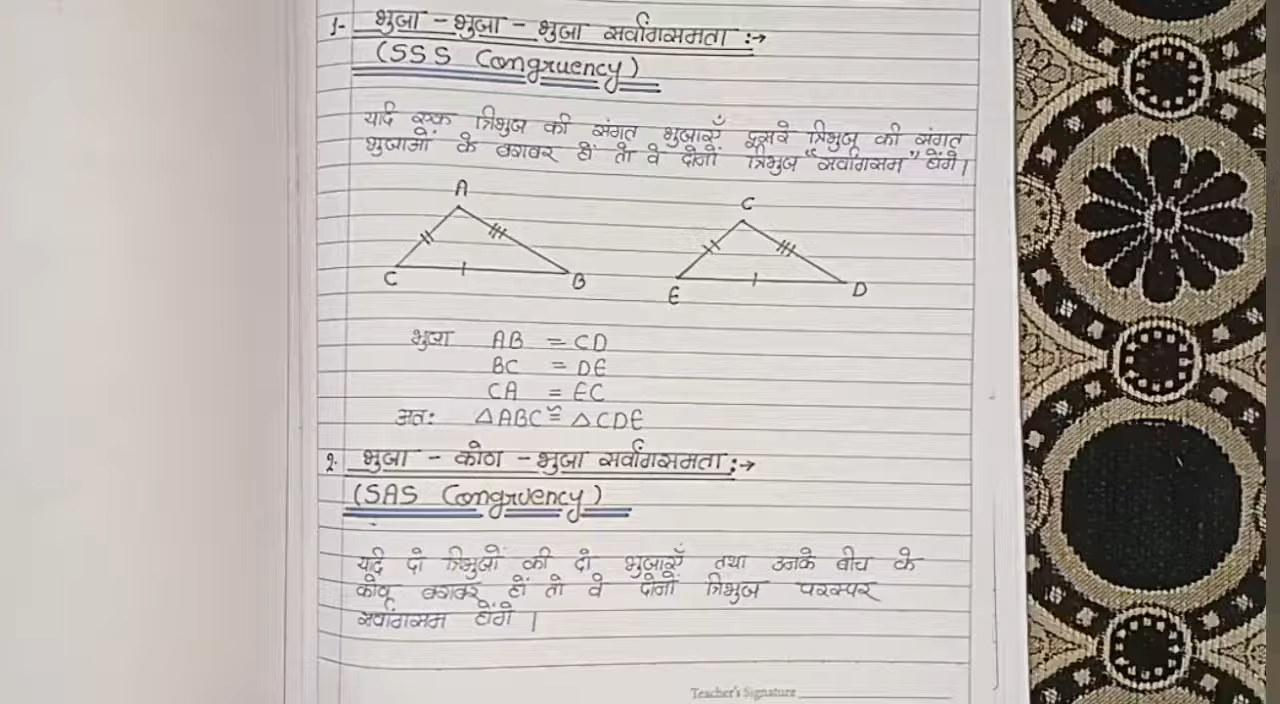 1- भुजा - भुजा - भुजा सर्वांगसमता :→
(SSS Congruency)
यदि एक त्रिभुज की संगत भुजाएँ दूसरे त्रिभुज की संगत
भुजाओं के बराबर हों तो वे दोनों त्रिभुज "सर्वांगसम" होंगे।
A
C
C
B
E
D
भुजा AB = CD
BC = DE
CA = EC
अतः △ABC ≅ △CDE
2. भुजा - कोण - भुजा सर्वांगसमता :→
(SAS Congruency)
यदि दो त्रिभुजों की दो भुजाएँ तथा उनके बीच के
बराबर हों तो वे दोनों त्रिभुज परस्पर
सर्वांगसम होंगे ।
Teacher's Signature